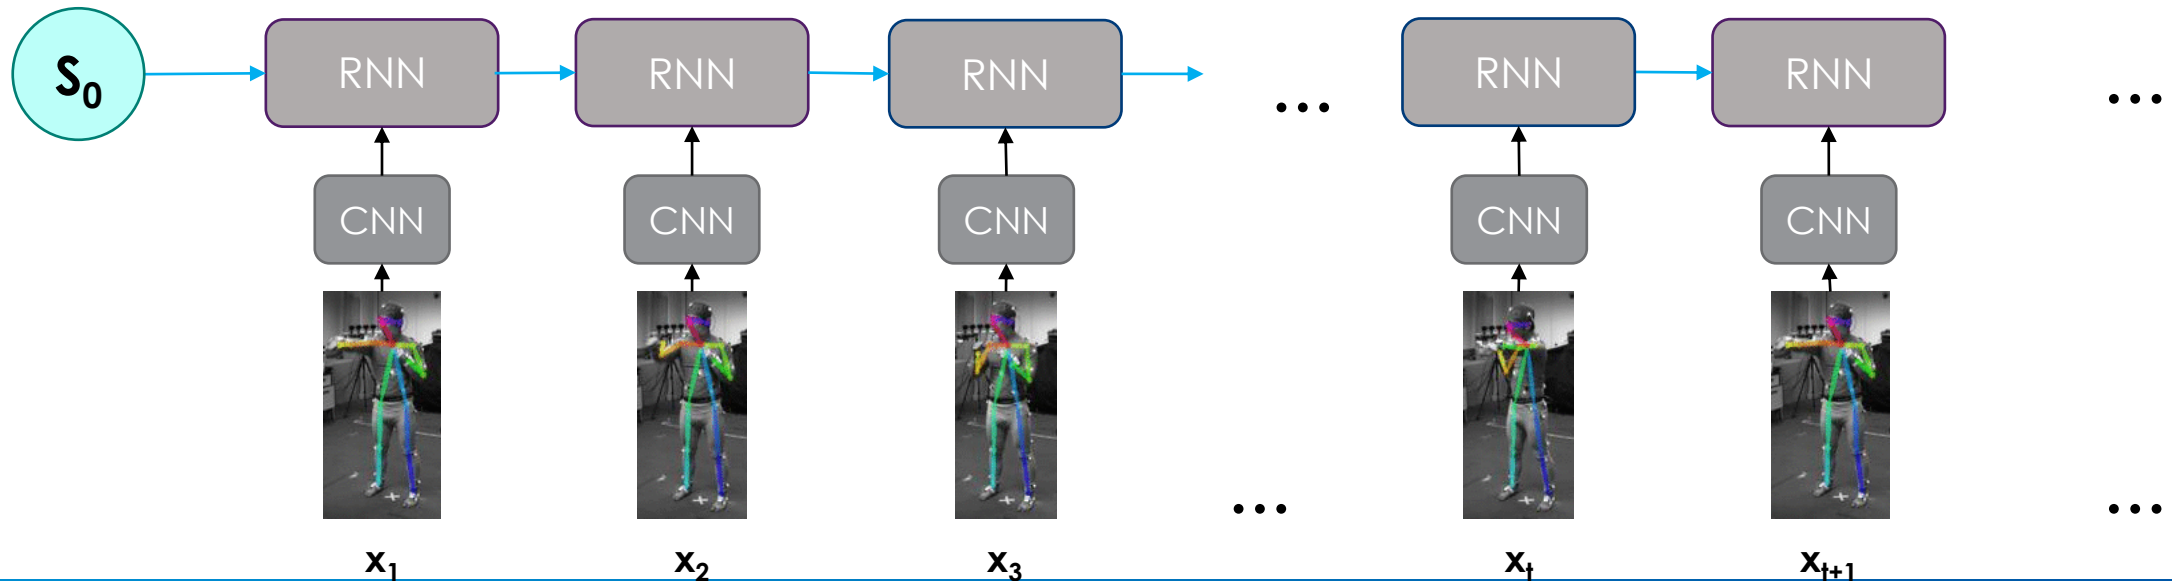 S₀ RNN RNN RNN ... RNN RNN ...
CNN CNN CNN CNN CNN
... ...
x₁ x₂ x₃ xₜ xₜ₊₁